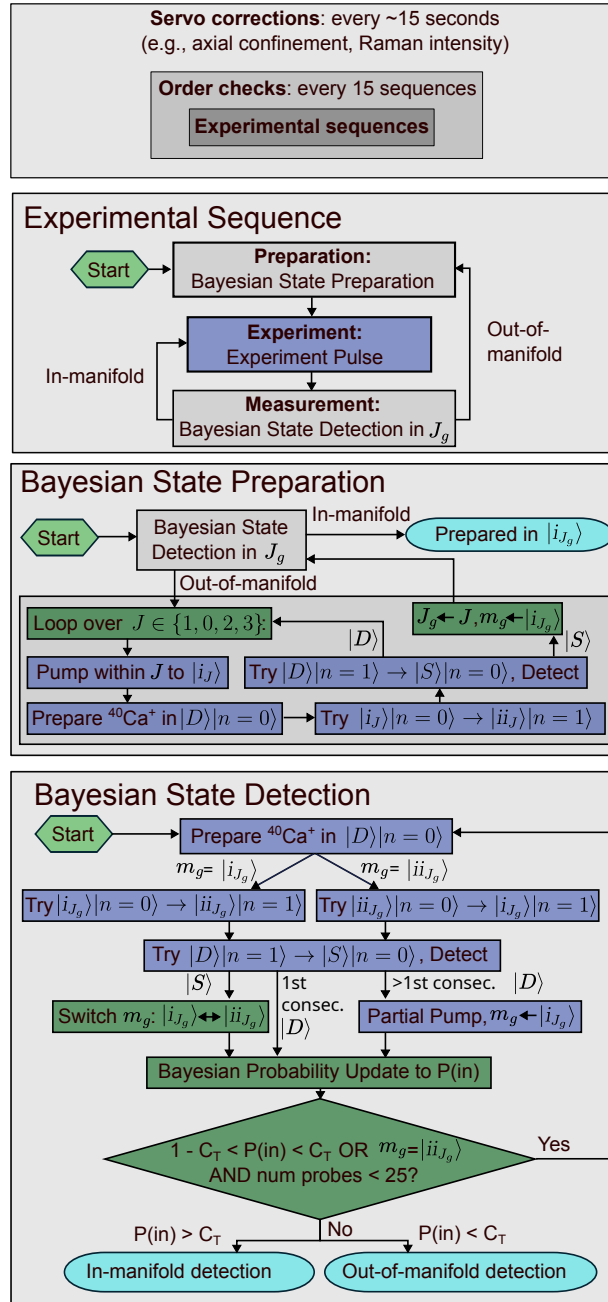 Servo corrections: every ~15 seconds
(e.g., axial confinement, Raman intensity)
Order checks: every 15 sequences
Experimental sequences
Experimental Sequence
Start
Preparation:
Bayesian State Preparation
Experiment:
Experiment Pulse
In-manifold
Out-of-
manifold
Measurement:
Bayesian State Detection in J_g
Bayesian State Preparation
Start
Bayesian State
Detection in J_g
In-manifold
Prepared in |i_{J_g}⟩
Out-of-manifold
Loop over J ∈ {1, 0, 2, 3}:
J_g ← J, m_g ← |i_{J_g}⟩
|D⟩
|S⟩
Pump within J to |i_J⟩
Try |D⟩|n = 1⟩ → |S⟩|n = 0⟩, Detect
Prepare ⁴⁰Ca⁺ in |D⟩|n = 0⟩
Try |i_J⟩|n = 0⟩ → |ii_J⟩|n = 1⟩
Bayesian State Detection
Start
Prepare ⁴⁰Ca⁺ in |D⟩|n = 0⟩
m_g= |i_{J_g}⟩
m_g= |ii_{J_g}⟩
Try |i_{J_g}⟩|n = 0⟩ → |ii_{J_g}⟩|n = 1⟩
Try |ii_{J_g}⟩|n = 0⟩ → |i_{J_g}⟩|n = 1⟩
Try |D⟩|n = 1⟩ → |S⟩|n = 0⟩, Detect
|S⟩
1st
consec.
|D⟩
>1st consec. |D⟩
Switch m_g: |i_{J_g}⟩ ↔ |ii_{J_g}⟩
Partial Pump, m_g ← |i_{J_g}⟩
Bayesian Probability Update to P(in)
1 - C_T < P(in) < C_T OR m_g=|ii_{J_g}⟩
AND num probes < 25?
Yes
No
P(in) > C_T
P(in) < C_T
In-manifold detection
Out-of-manifold detection